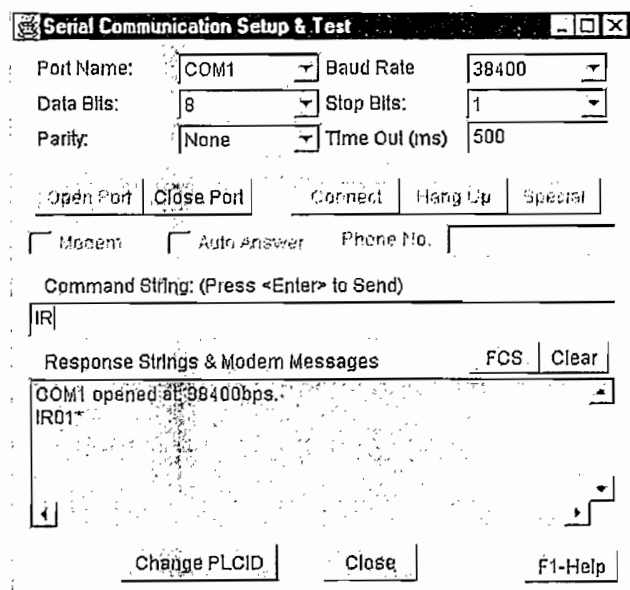 Serial Communication Setup & Test
Port Name: COM1 Baud Rate 38400
Data Bits: 8 Stop Bits: 1
Parity: None Time Out (ms) 500
Open Port Close Port Connect Hang Up Special
Modem Auto Answer Phone No.
Command String: (Press <Enter> to Send)
IR
Response Strings & Modem Messages FCS Clear
COM1 opened at 38400bps.
IR01*
Change PLCID Close F1-Help